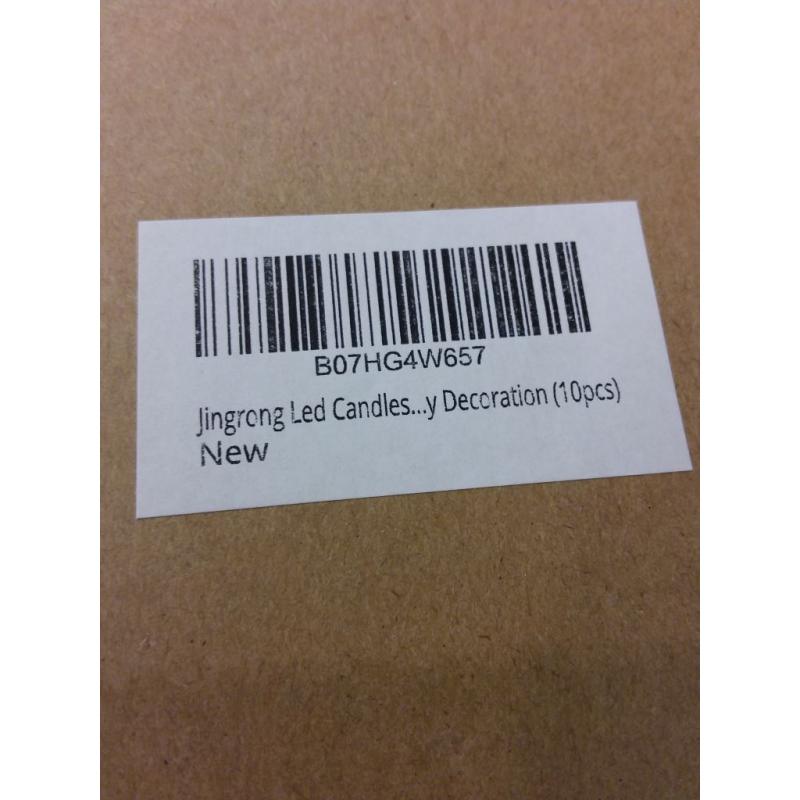 B07HG4W657
Jingrong Led Candles...y Decoration (10pcs)
New